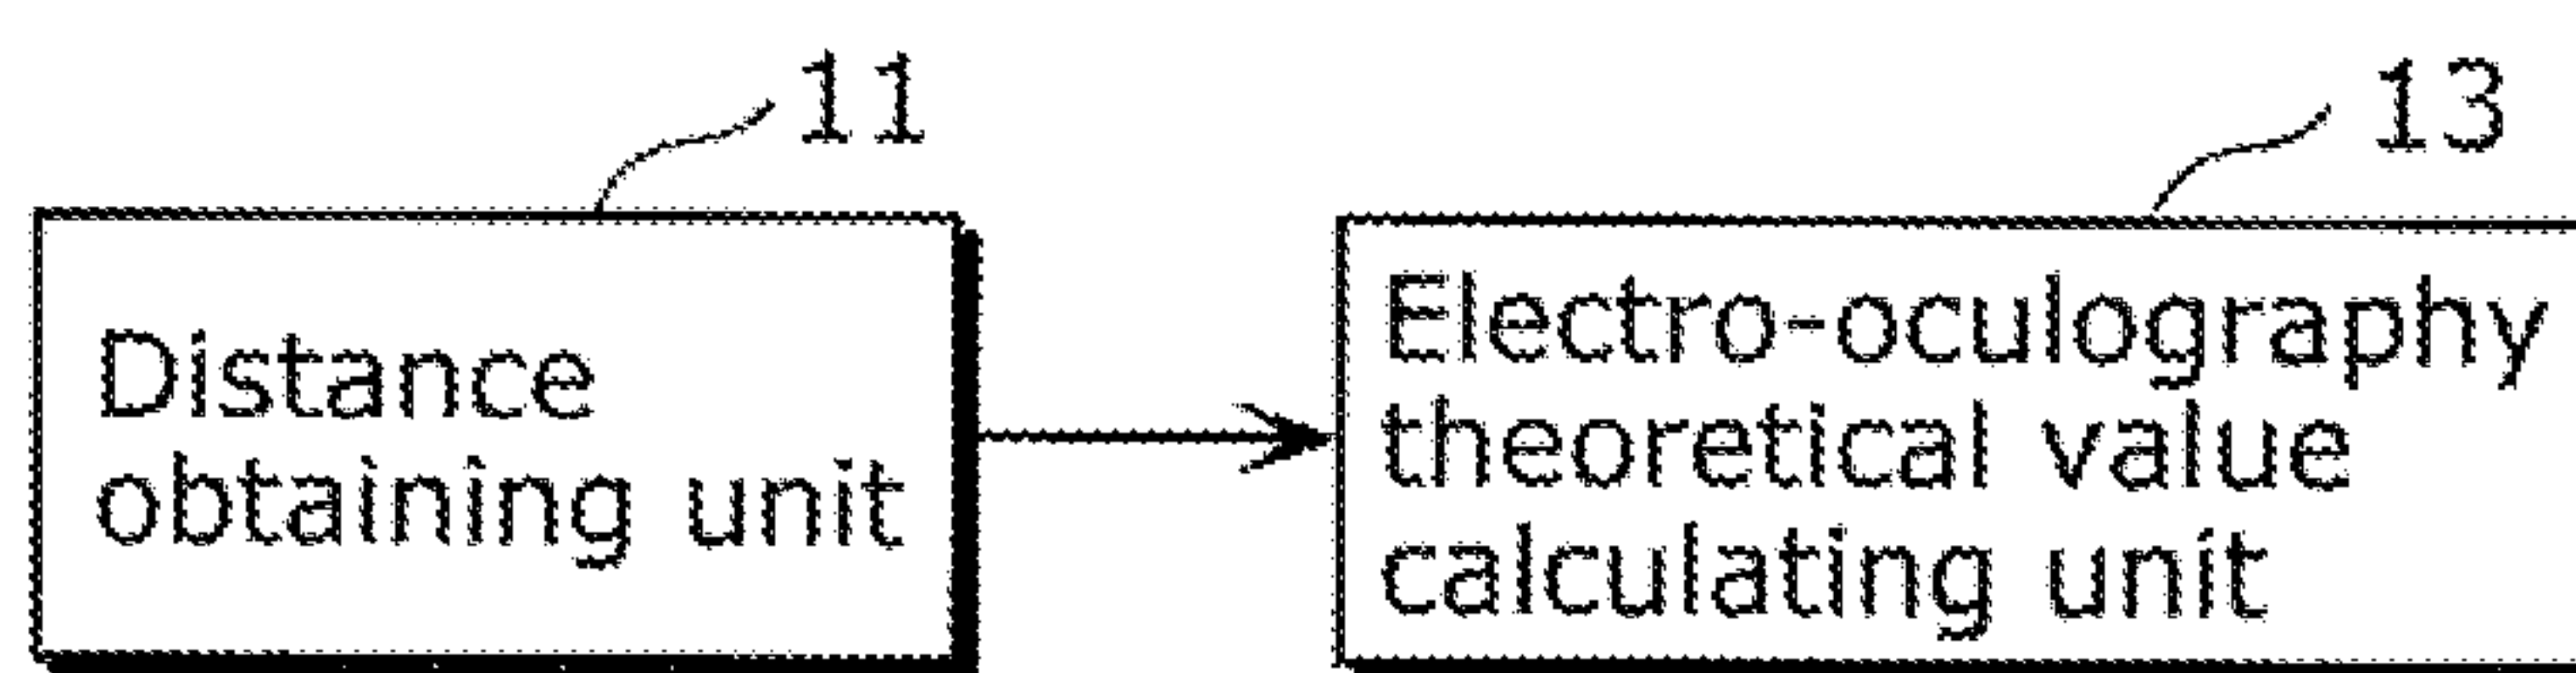 11
13
Distance
obtaining unit
Electro-oculography
theoretical value
calculating unit